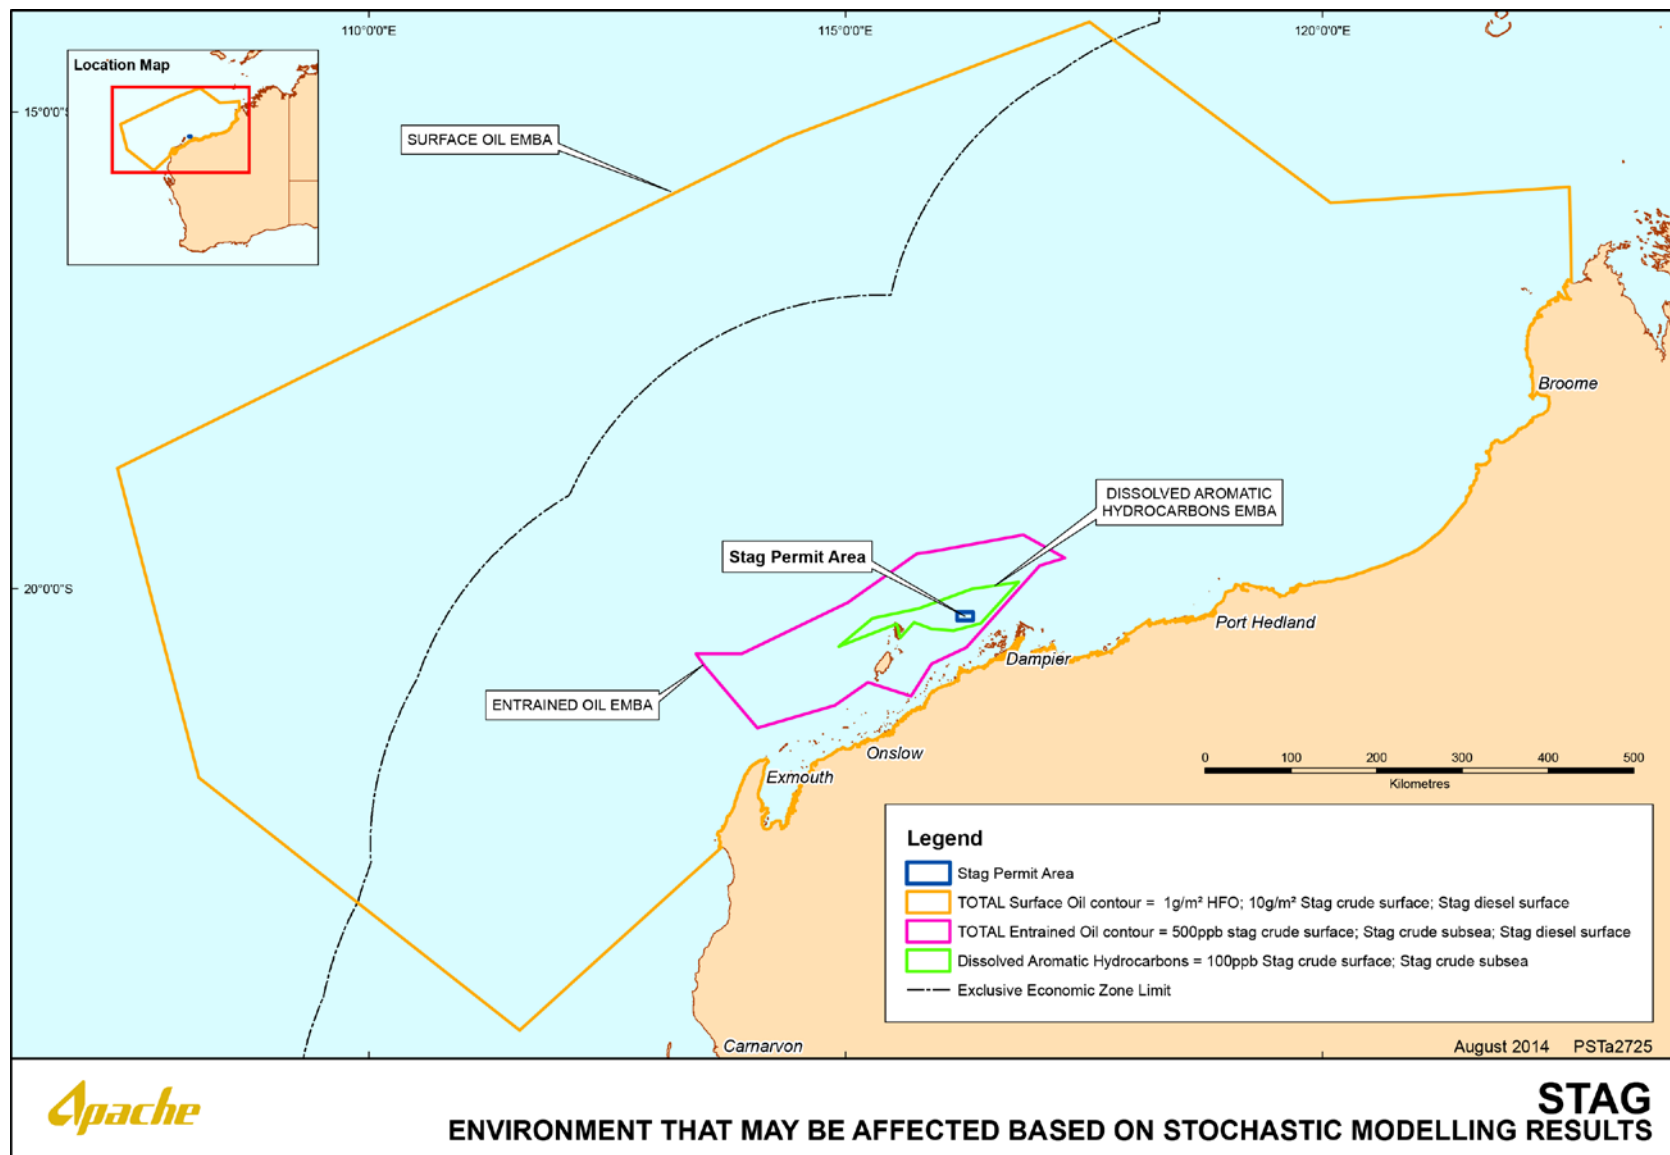 110°0'0"E
115°0'0"E
120°0'0"E
Location Map
15°0'0"S
SURFACE OIL EMBA
Broome
DISSOLVED AROMATIC
HYDROCARBONS EMBA
Stag Permit Area
20°0'0"S
Port Hedland
Dampier
ENTRAINED OIL EMBA
Onslow
Exmouth
0 100 200 300 400 500
Kilometres
Legend
Stag Permit Area
TOTAL Surface Oil contour = 1g/m² HFO; 10g/m² Stag crude surface; Stag diesel surface
TOTAL Entrained Oil contour = 500ppb stag crude surface; Stag crude subsea; Stag diesel surface
Dissolved Aromatic Hydrocarbons = 100ppb Stag crude surface; Stag crude subsea
Exclusive Economic Zone Limit
Carnarvon
August 2014 PSTa2725
Apache
STAG
ENVIRONMENT THAT MAY BE AFFECTED BASED ON STOCHASTIC MODELLING RESULTS